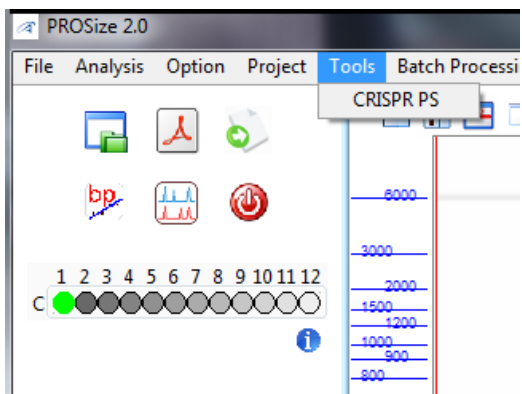 PROSize 2.0
File Analysis Option Project Tools Batch Processi
CRISPR PS
bp
6000
3000
2000
1500
1200
1000
900
800
1 2 3 4 5 6 7 8 9 10 11 12
C